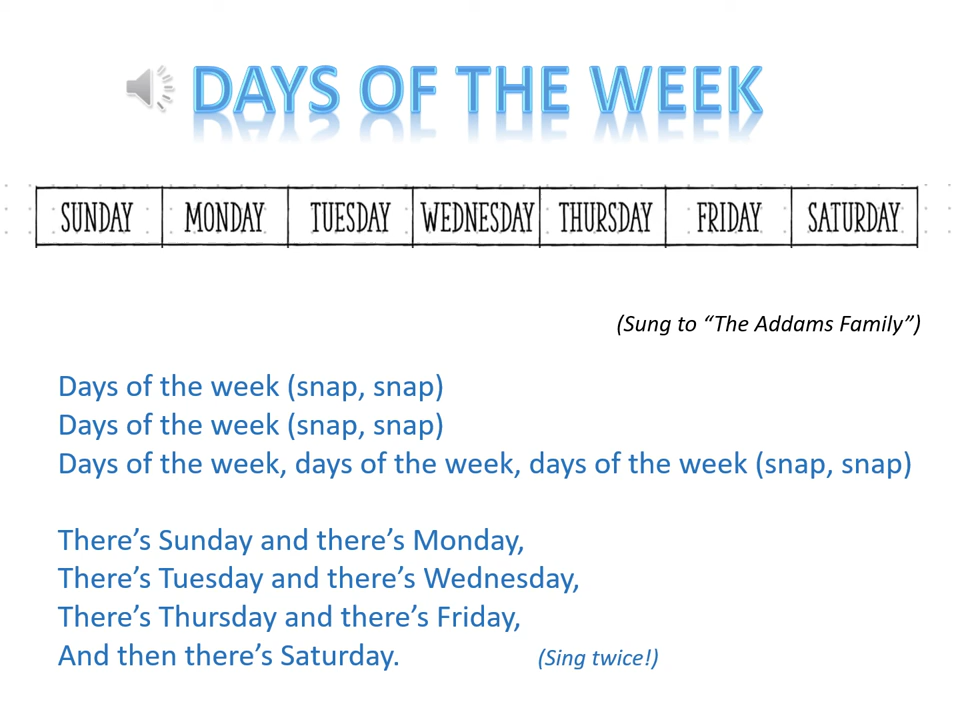 DAYS OF THE WEEK
SUNDAY MONDAY TUESDAY WEDNESDAY THURSDAY FRIDAY SATURDAY
(Sung to “The Addams Family”)
Days of the week (snap, snap)
Days of the week (snap, snap)
Days of the week, days of the week, days of the week (snap, snap)
There’s Sunday and there’s Monday,
There’s Tuesday and there’s Wednesday,
There’s Thursday and there’s Friday,
And then there’s Saturday. (Sing twice!)